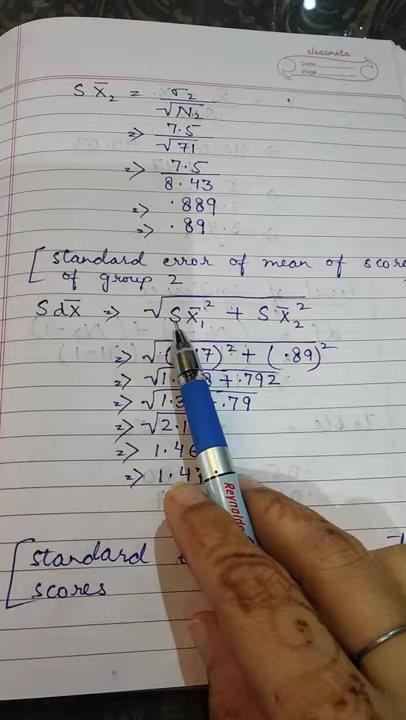 classmate
Date
Page
S X̄₂ = σ₂ / √N₂
=> 7.5 / √71
=> 7.5 / 8.43
=> .889
=> .89
[standard error of mean of score
of group 2
Sdx̄ => √SX̄₁² + SX̄₂²
=> √( 7)² + (.89)²
=> √1. 8 + .792
=> √1.3 .79
=> √2.1
=> 1.46
=> 1.4
[standard
scores
Reynolds